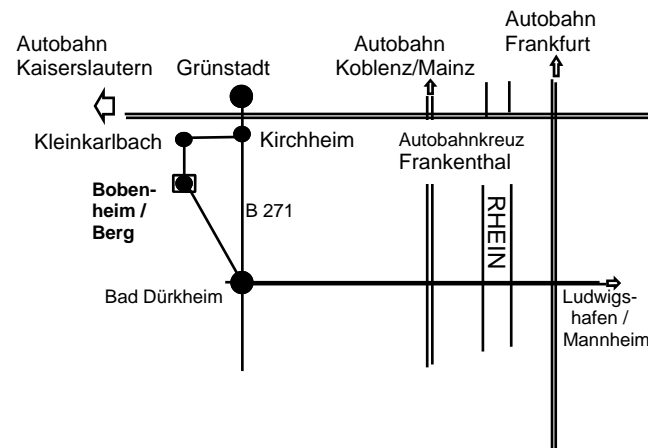 Autobahn
Frankfurt
Autobahn
Kaiserslautern
Grünstadt
Autobahn
Koblenz/Mainz
Kleinkarlbach
Kirchheim
Autobahnkreuz
Frankenthal
Boben-
heim /
Berg
B 271
RHEIN
Bad Dürkheim
Ludwigs-
hafen /
Mannheim